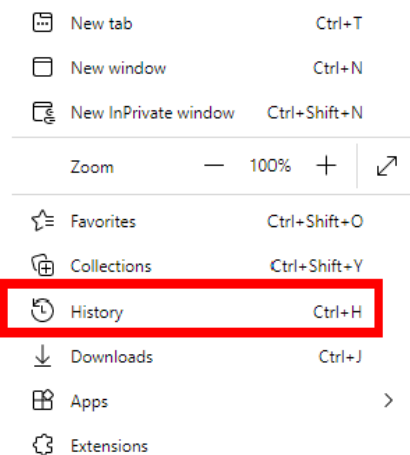 New tab Ctrl+T
New window Ctrl+N
New InPrivate window Ctrl+Shift+N
Zoom — 100% +
Favorites Ctrl+Shift+O
Collections Ctrl+Shift+Y
History Ctrl+H
Downloads Ctrl+J
Apps
Extensions